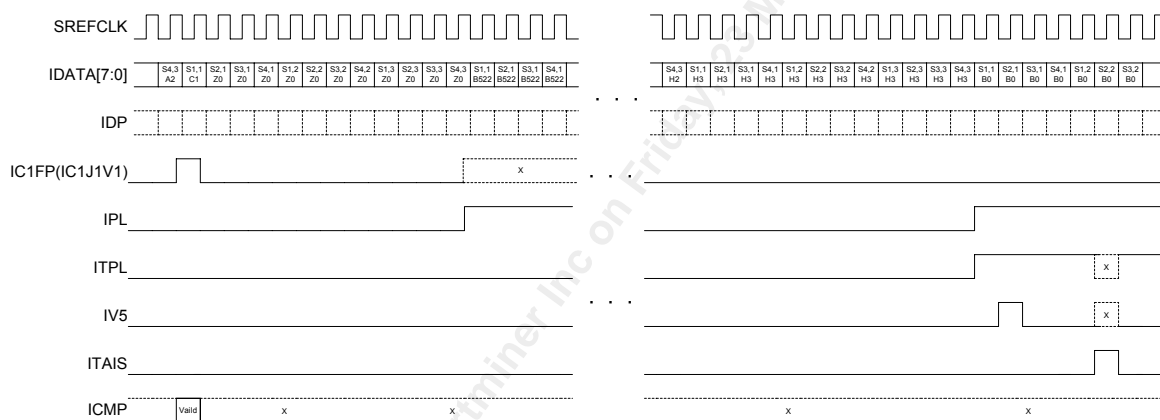 SREFCLK
IDATA[7:0]
S4,3 S1,1 S2,1 S3,1 S4,1 S1,2 S2,2 S3,2 S4,2 S1,3 S2,3 S3,3 S4,3 S1,1 S2,1 S3,1 S4,1 S4,3 S1,1 S2,1 S3,1 S4,1 S1,2 S2,2 S3,2 S4,2 S1,3 S2,3 S3,3 S4,3 S1,1 S2,1 S3,1 S4,1 S1,2 S2,2 S3,2
A2 C1 Z0 Z0 Z0 Z0 Z0 Z0 Z0 Z0 Z0 Z0 Z0 B522 B522 B522 B522 H2 H3 H3 H3 H3 H3 H3 H3 H3 H3 H3 H3 H3 B0 B0 B0 B0 B0 B0 B0
. . .
IDP
IC1FP(IC1J1V1) x . . .
IPL
ITPL x
. . .
IV5 x
ITAIS
ICMP Vaild x x x x
rtminer Inc on Friday, 23 M